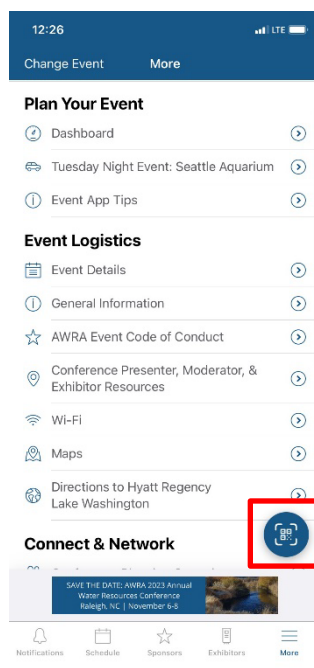 12:26
LTE
Change Event
More
Plan Your Event
Dashboard
Tuesday Night Event: Seattle Aquarium
Event App Tips
Event Logistics
Event Details
General Information
AWRA Event Code of Conduct
Conference Presenter, Moderator, &
Exhibitor Resources
Wi-Fi
Maps
Directions to Hyatt Regency
Lake Washington
Connect & Network
SAVE THE DATE: AWRA 2023 Annual
Water Resources Conference
Raleigh, NC | November 6-8
Notifications
Schedule
Sponsors
Exhibitors
More